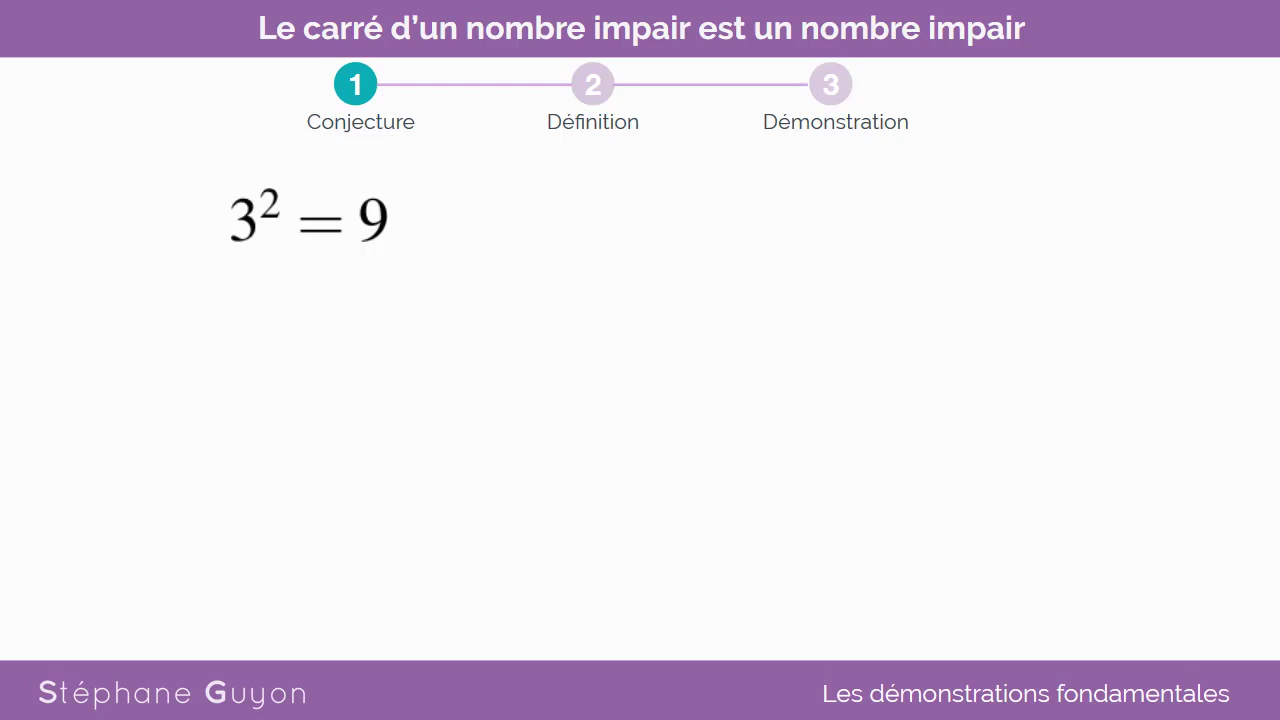 Le carré d’un nombre impair est un nombre impair
1 2 3
Conjecture Définition Démonstration
3² = 9
Stéphane Guyon Les démonstrations fondamentales